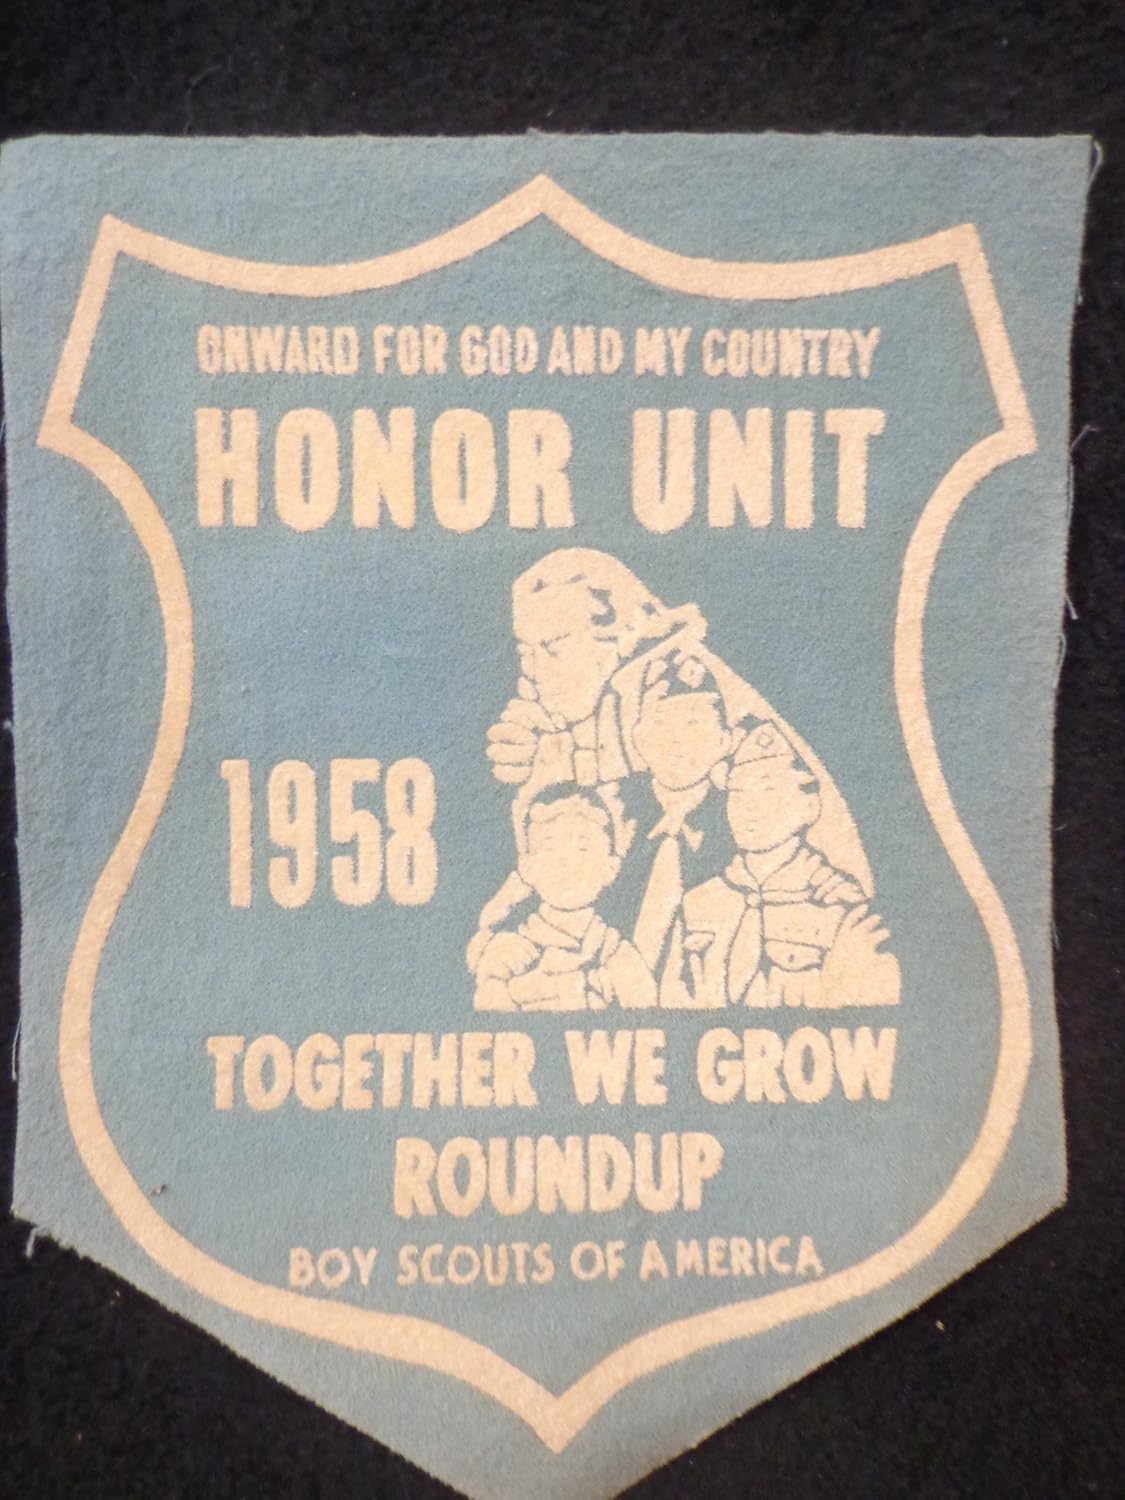 ONWARD FOR GOD AND MY COUNTRY
HONOR UNIT
1958
TOGETHER WE GROW
ROUNDUP
BOY SCOUTS OF AMERICA